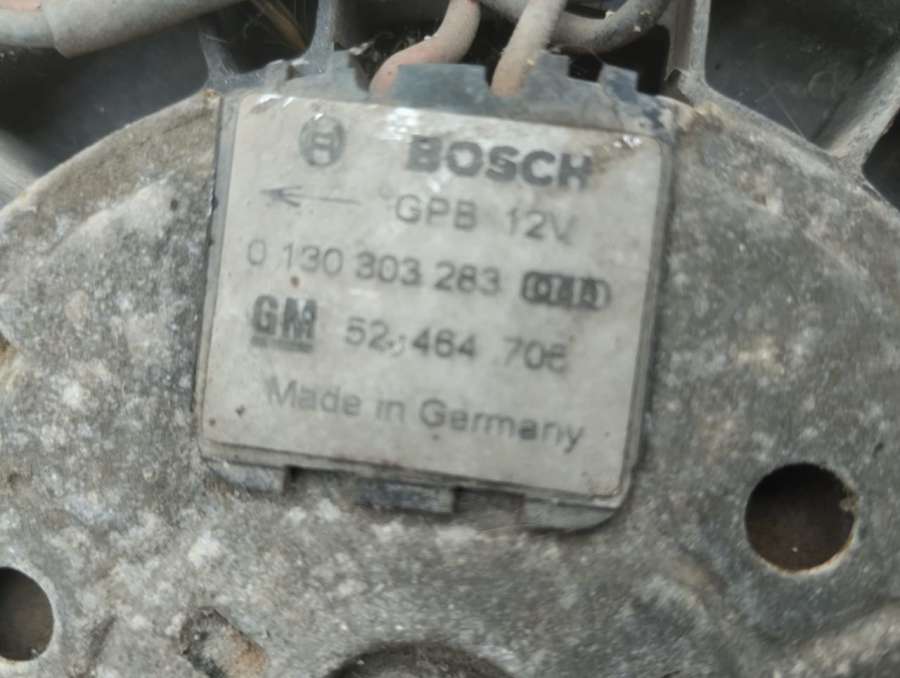 BOSCH
GPB 12V
0 130 303 283
GM 52 464 706
Made in Germany